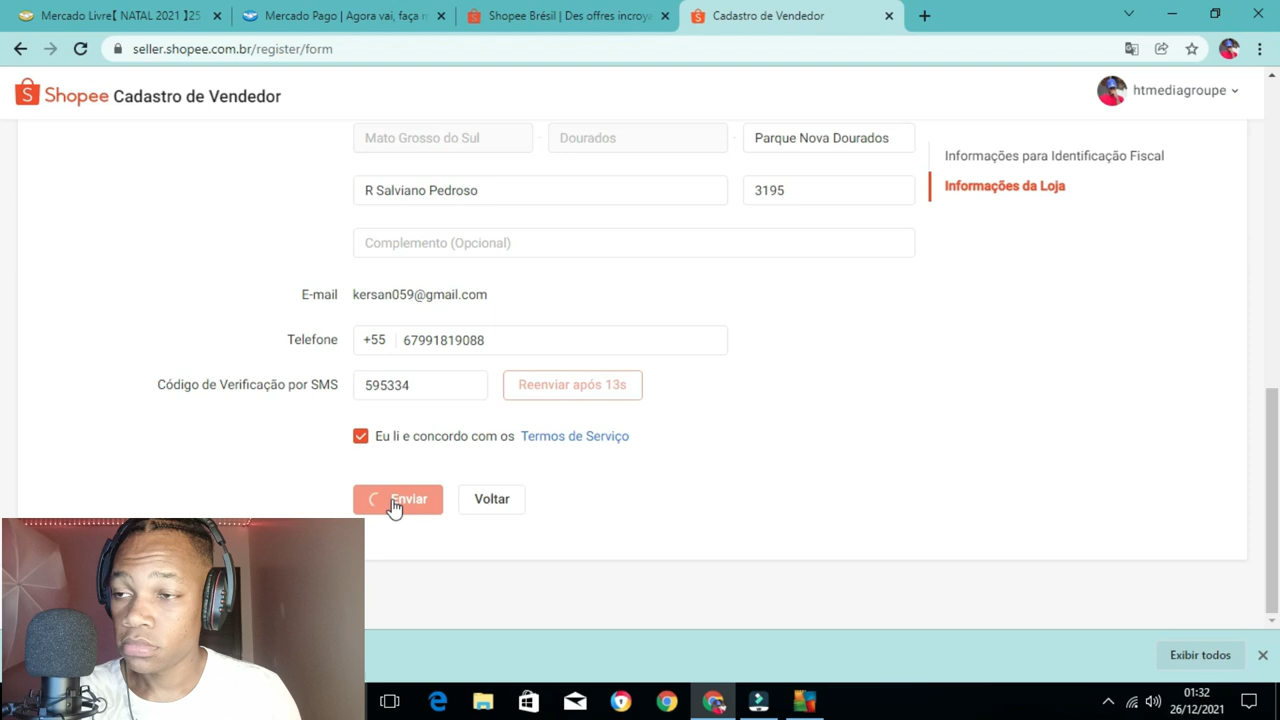 Mercado Livre【 NATAL 2021 】25
Mercado Pago | Agora vai, faça m
Shopee Brésil | Des offres incroya
Cadastro de Vendedor
seller.shopee.com.br/register/form
Shopee Cadastro de Vendedor
htmediagroupe
Mato Grosso do Sul - Dourados - Parque Nova Dourados
Informações para Identificação Fiscal
Informações da Loja
R Salviano Pedroso 3195
Complemento (Opcional)
E-mail kersan059@gmail.com
Telefone +55 67991819088
Código de Verificação por SMS 595334 Reenviar após 13s
Eu li e concordo com os Termos de Serviço
Enviar Voltar
Exibir todos
01:32
26/12/2021